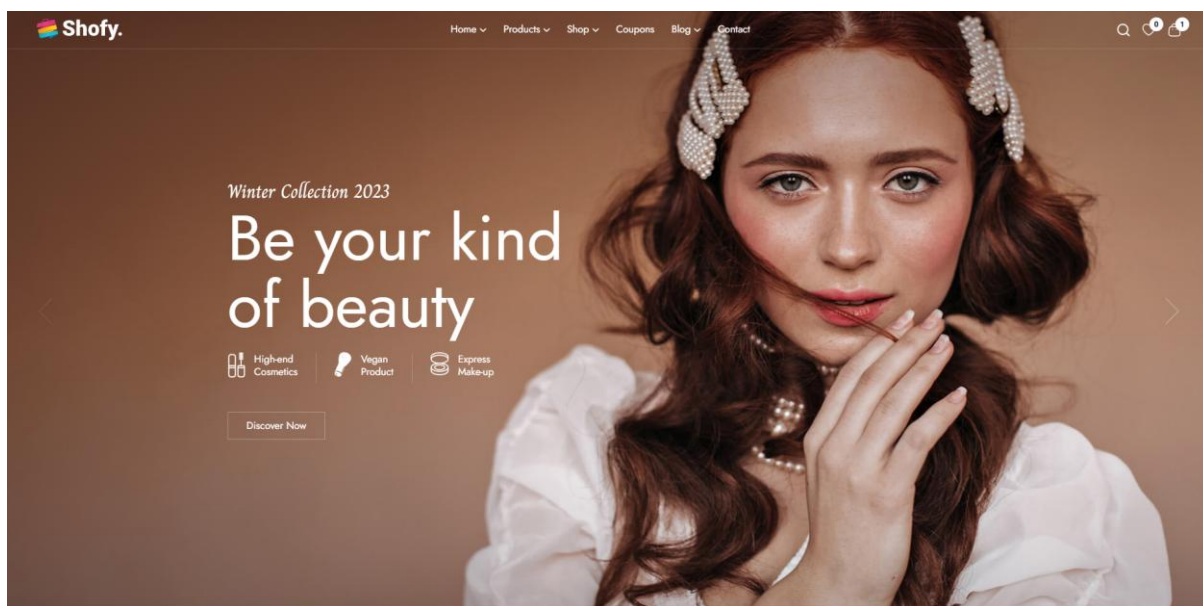 Shofy.
Home Products Shop Coupons Blog Contact
0 1
Winter Collection 2023
Be your kind
of beauty
High-end
Cosmetics
Vegan
Product
Express
Make-up
Discover Now